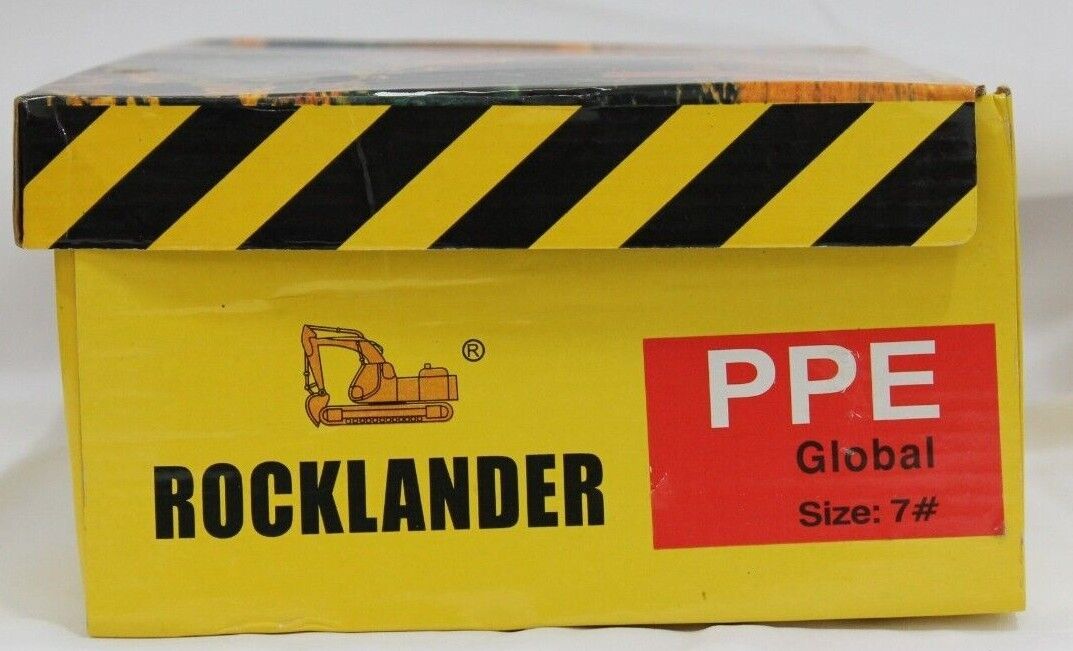 ®
ROCKLANDER
PPE
Global
Size: 7#